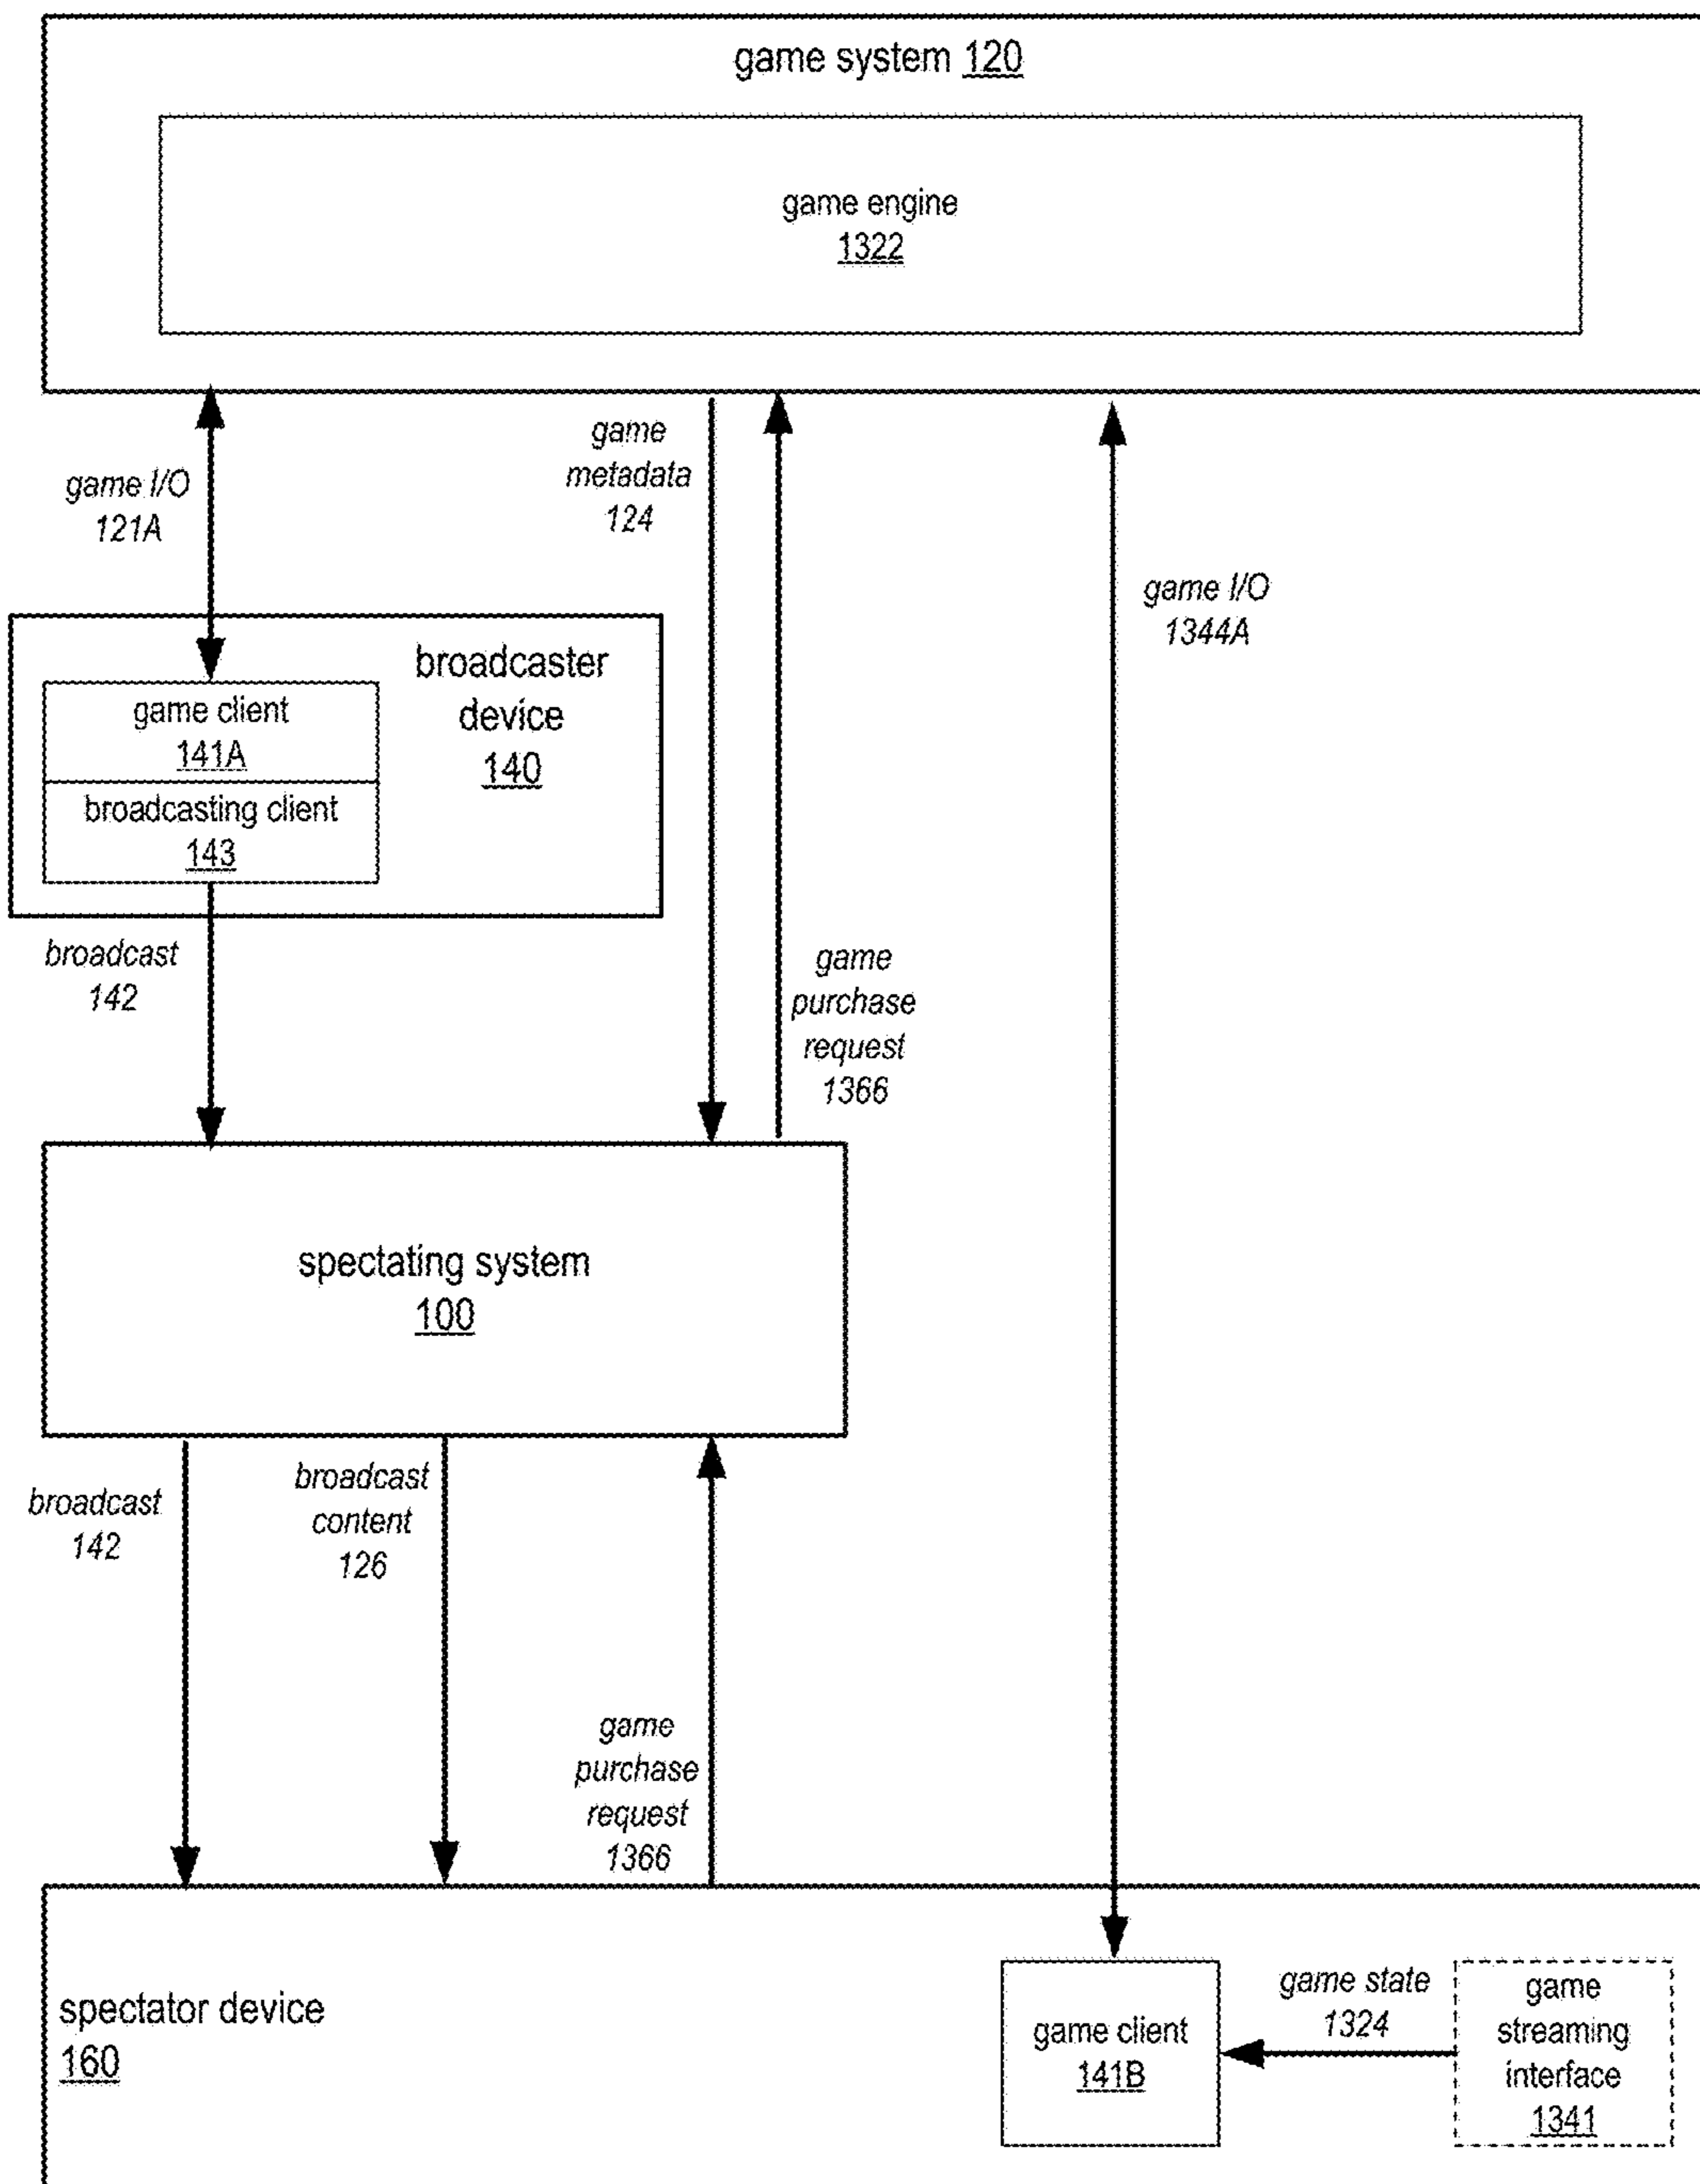 game system 120
game engine
1322
game I/O
121A
game
metadata
124
game I/O
1344A
broadcaster
device
140
game client
141A
broadcasting client
143
broadcast
142
game
purchase
request
1366
spectating system
100
broadcast
142
broadcast
content
126
game
purchase
request
1366
spectator device
160
game client
141B
game state
1324
game
streaming
interface
1341